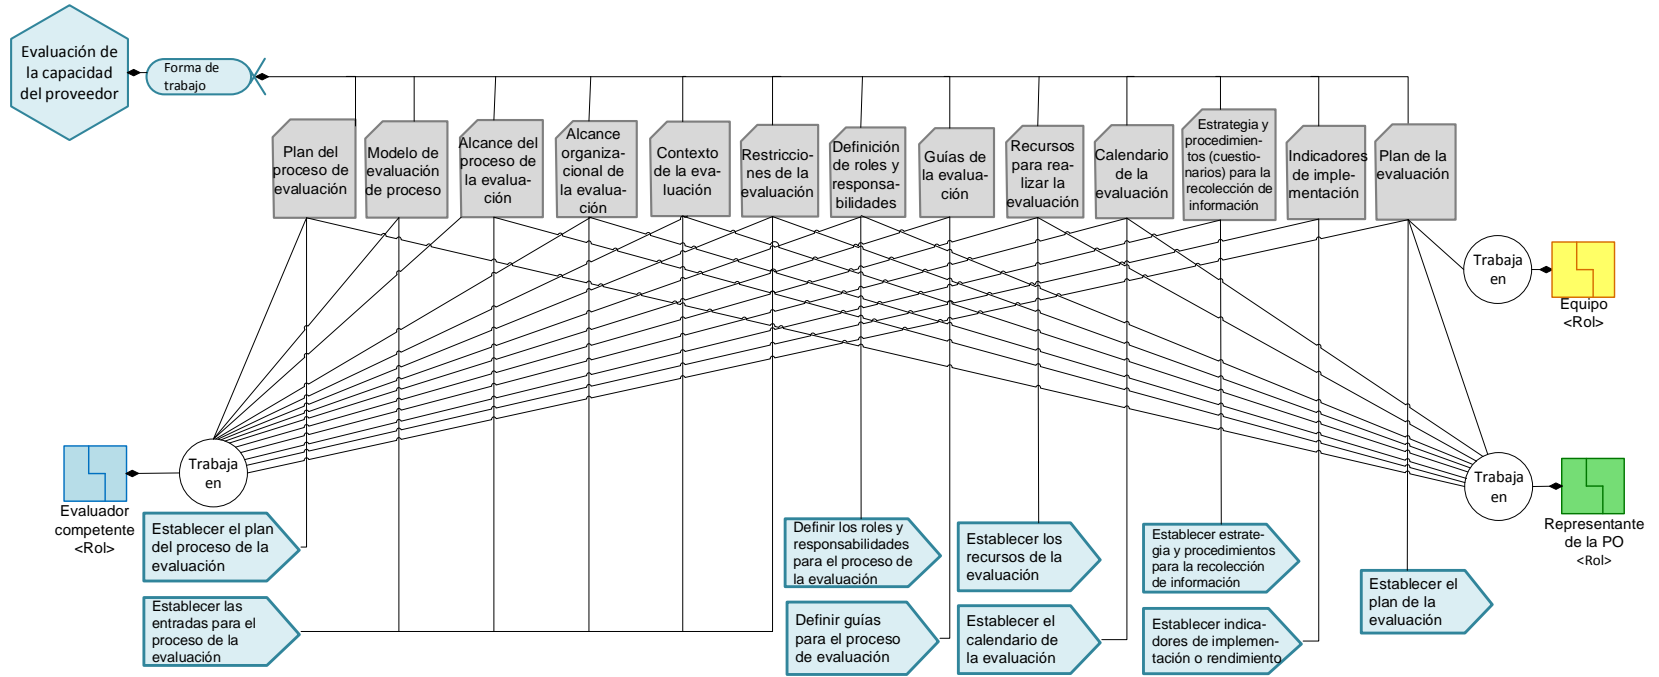 Evaluación de
la capacidad
del proveedor
Forma de
trabajo
Plan del
proceso de
evaluación
Modelo de
evaluación
de proceso
Alcance del
proceso de
la evalua-
ción
Alcance
organiza-
cional de
la evalua-
ción
Contexto
de la eva-
luación
Restriccio-
nes de la
evaluación
Definición
de roles y
responsa-
bilidades
Guías de
la evalua-
ción
Recursos
para rea-
lizar la
evaluación
Calendario
de la
evaluación
Estrategia y
procedimien-
tos (cuestio-
narios) para la
recolección de
información
Indicadores
de imple-
mentación
Plan de la
evaluación
Trabaja
en
Equipo
<Rol>
Trabaja
en
Evaluador
competente
<Rol>
Trabaja
en
Representante
de la PO
<Rol>
Establecer el plan
del proceso de la
evaluación
Establecer las
entradas para el
proceso de la
evaluación
Definir los roles y
responsabilidades
para el proceso de
la evaluación
Definir guías
para el proceso
de evaluación
Establecer los
recursos de la
evaluación
Establecer el
calendario de
la evaluación
Establecer estrate-
gia y procedimientos
para la recolección
de información
Establecer indica-
dores de implemen-
tación o rendimiento
Establecer el
plan de la
evaluación